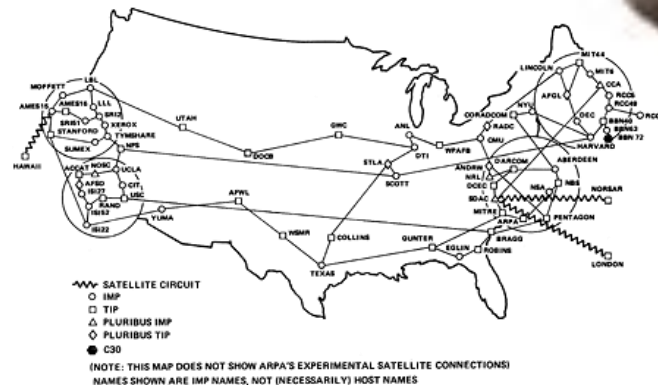 MIT44
LINCOLN
MIT6
CCA
AFGL
RCC5
RCC49
RCC
DEC
BBN40
BBN63
BBN 72
HARVARD
NYU
CORADCOM
RADC
CMU
WPAFB
ANL
DTI
GWC
STLA
SCOTT
DOCB
UTAH
LBL
MOFFETT
AMES15
AMES16
LLL
SRI2
SRI51
XEROX
STANFORD
TYMSHARE
SUMEX
NPS
HAWAII
ACCAT
NOSC
UCLA
AFSD
CIT
ISI27
USC
RAND
ISI52
ISI22
YUMA
AFWL
WSMR
COLLINS
TEXAS
GUNTER
EGLIN
ROBINS
BRAGG
ANDRW
DARCOM
ABERDEEN
NRL
DCEC
NSA
NBS
SDAC
NORSAR
MITRE
ARPA
PENTAGON
LONDON
SATELLITE CIRCUIT
IMP
TIP
PLURIBUS IMP
PLURIBUS TIP
C30
(NOTE: THIS MAP DOES NOT SHOW ARPA'S EXPERIMENTAL SATELLITE CONNECTIONS)
NAMES SHOWN ARE IMP NAMES, NOT (NECESSARILY) HOST NAMES